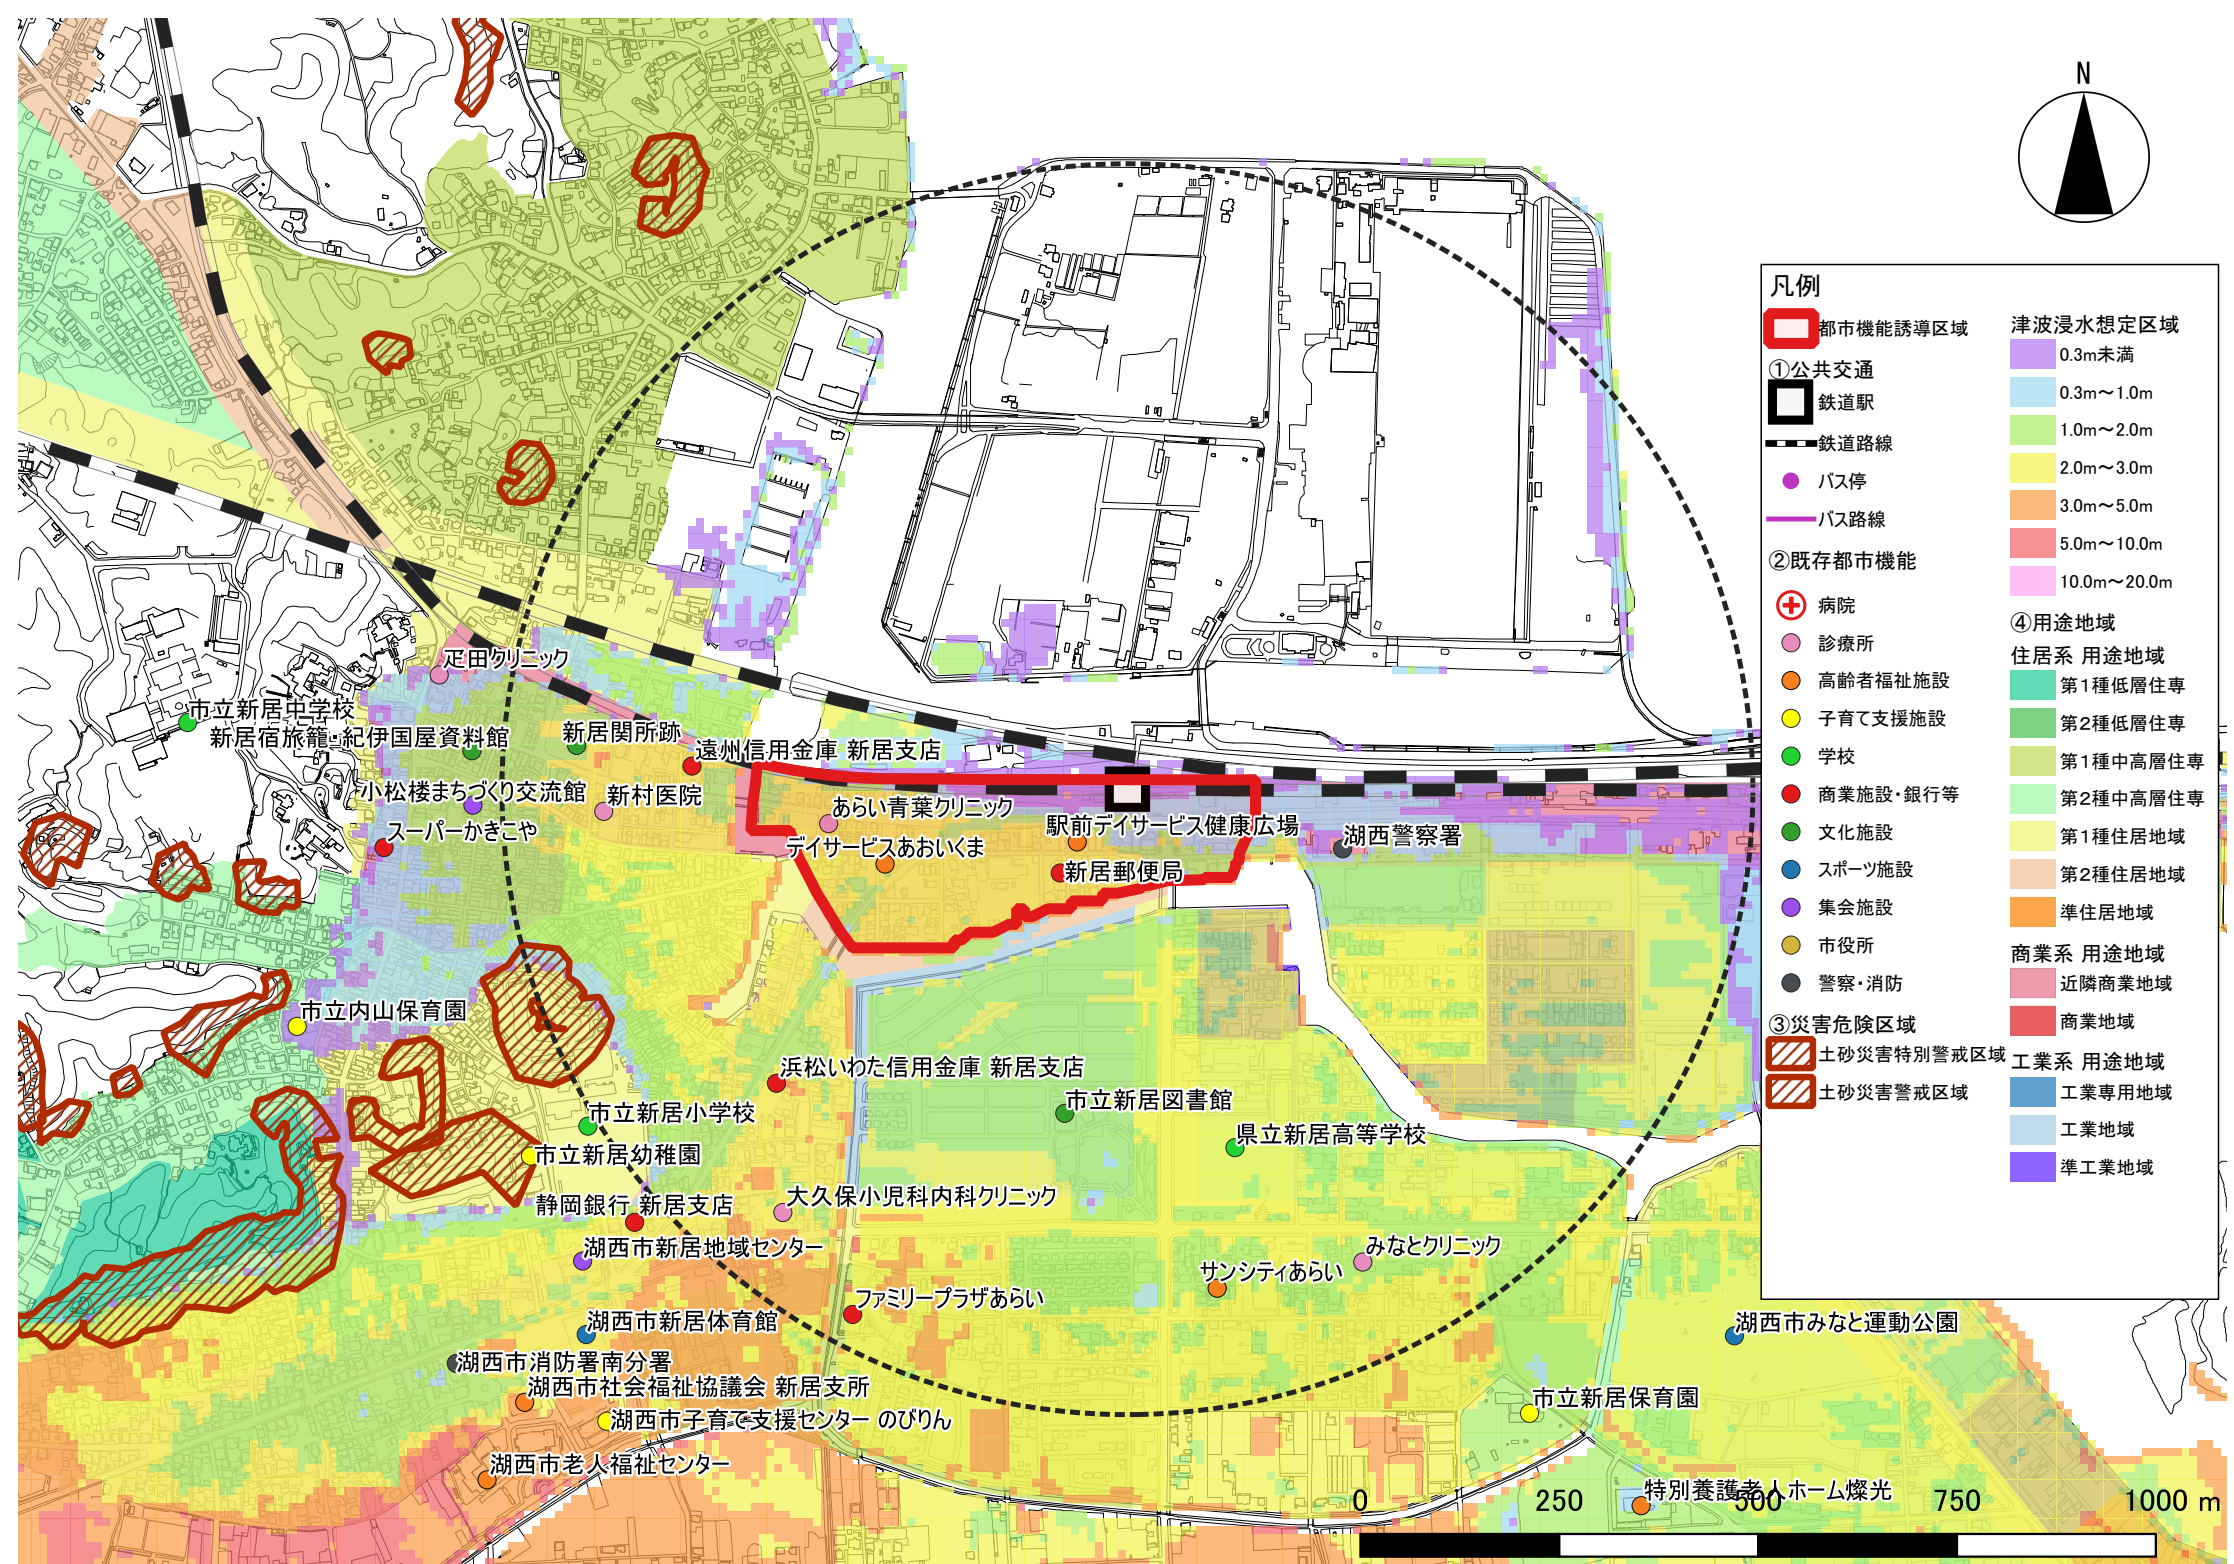 N
疋田クリニック
市立新居中学校
新居宿旅籠 紀伊国屋資料館
新居関所跡
遠州信用金庫 新居支店
小松楼まちづくり交流館
新村医院
あらい青葉クリニック
スーパーかきこや
デイサービスあおいくま
駅前デイサービス健康広場
湖西警察署
新居郵便局
市立内山保育園
浜松いわた信用金庫 新居支店
市立新居小学校
市立新居図書館
市立新居幼稚園
県立新居高等学校
静岡銀行 新居支店
大久保小児科内科クリニック
湖西市新居地域センター
みなとクリニック
サンシティあらい
ファミリープラザあらい
湖西市新居体育館
湖西市みなと運動公園
湖西市消防署南分署
湖西市社会福祉協議会 新居支所
湖西市子育て支援センター のびりん
市立新居保育園
湖西市老人福祉センター
特別養護老人ホーム燦光
0 250 500 750 1000 m
凡例
都市機能誘導区域
①公共交通
鉄道駅
鉄道路線
バス停
バス路線
②既存都市機能
病院
診療所
高齢者福祉施設
子育て支援施設
学校
商業施設・銀行等
文化施設
スポーツ施設
集会施設
市役所
警察・消防
③災害危険区域
土砂災害特別警戒区域
土砂災害警戒区域
津波浸水想定区域
0.3m未満
0.3m～1.0m
1.0m～2.0m
2.0m～3.0m
3.0m～5.0m
5.0m～10.0m
10.0m～20.0m
④用途地域
住居系 用途地域
第1種低層住専
第2種低層住専
第1種中高層住専
第2種中高層住専
第1種住居地域
第2種住居地域
準住居地域
商業系 用途地域
近隣商業地域
商業地域
工業系 用途地域
工業専用地域
工業地域
準工業地域